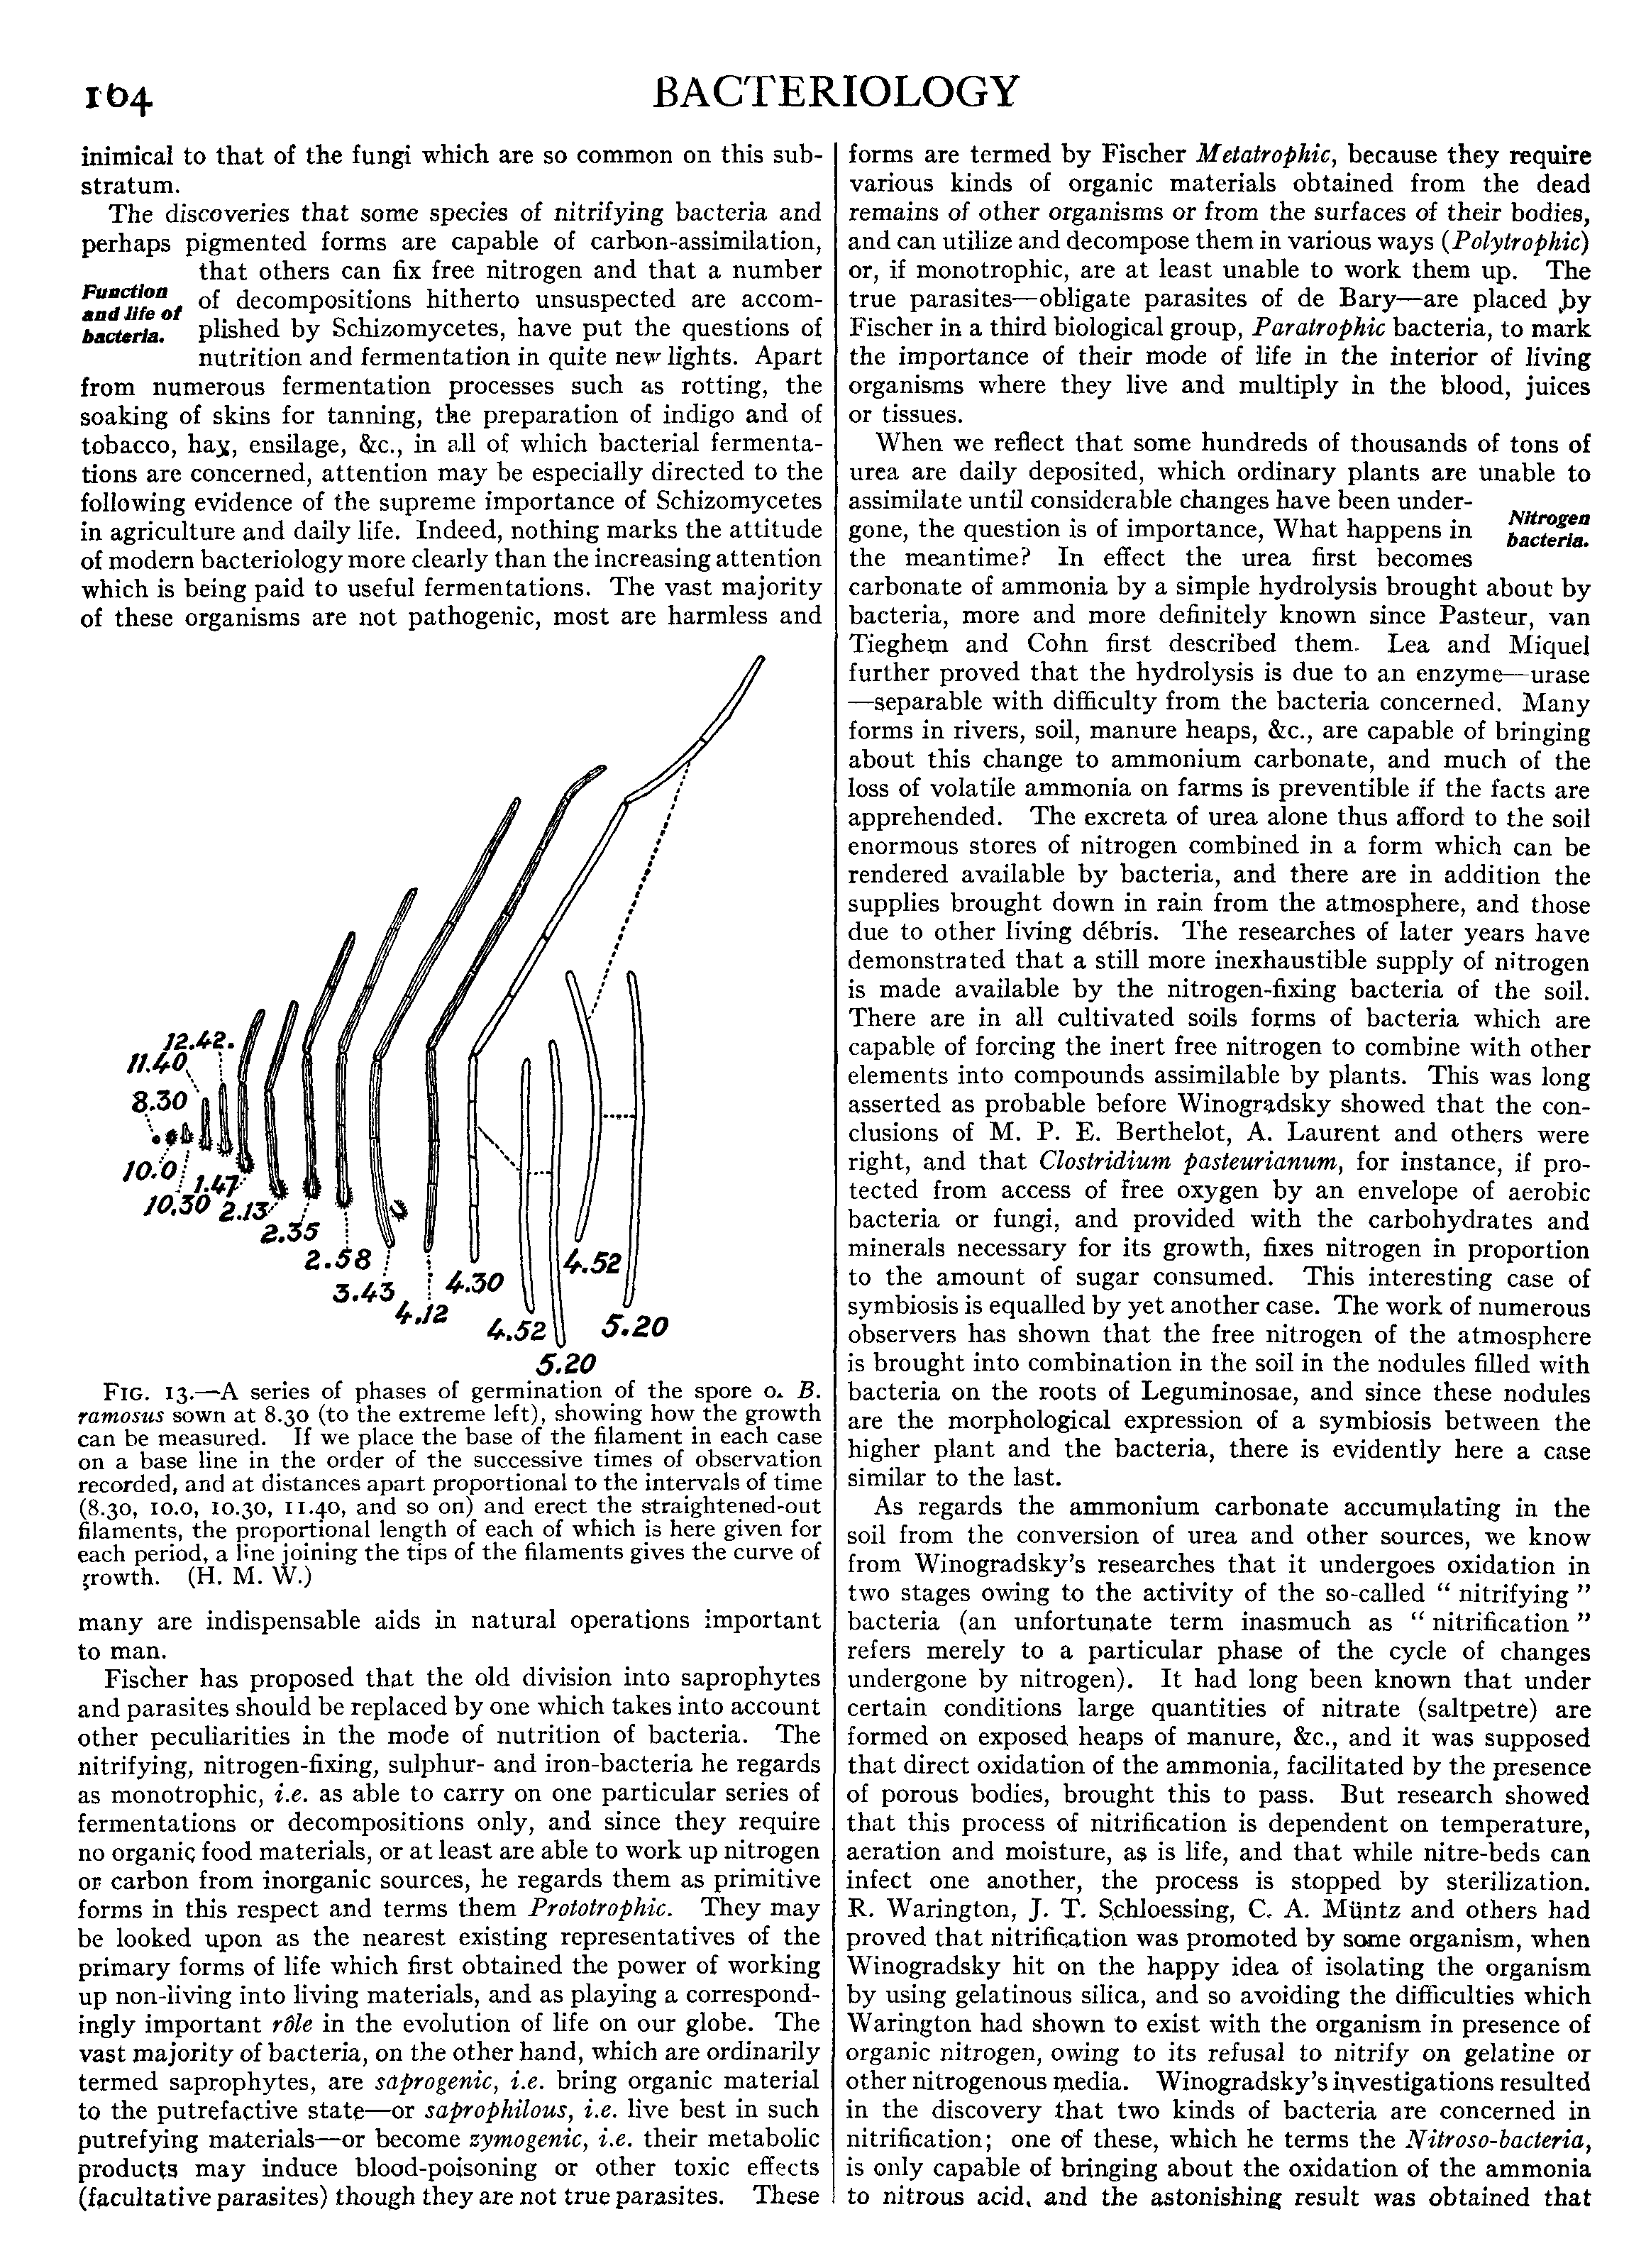 164
BACTERIOLOGY
inimical to that of the fungi which are so common on this sub-
stratum.
The discoveries that some species of nitrifying bacteria and
perhaps pigmented forms are capable of carbon-assimilation,
that others can fix free nitrogen and that a number
Function
and life of
bacteria.
of decompositions hitherto unsuspected are accom-
plished by Schizomycetes, have put the questions of
nutrition and fermentation in quite new lights. Apart
from numerous fermentation processes such as rotting, the
soaking of skins for tanning, the preparation of indigo and of
tobacco, hay, ensilage, &c., in all of which bacterial fermenta-
tions are concerned, attention may be especially directed to the
following evidence of the supreme importance of Schizomycetes
in agriculture and daily life. Indeed, nothing marks the attitude
of modern bacteriology more clearly than the increasing attention
which is being paid to useful fermentations. The vast majority
of these organisms are not pathogenic, most are harmless and
12.42.
11.40
8.30
10.0
10.30
1.47
2.13
2.35
2.58
3.43
4.12
4.30
4.52
5.20
4.52
5.20
FIG. 13.—A series of phases of germination of the spore o. B.
ramosus sown at 8.30 (to the extreme left), showing how the growth
can be measured. If we place the base of the filament in each case
on a base line in the order of the successive times of observation
recorded, and at distances apart proportional to the intervals of time
(8.30, 10.0, 10.30, 11.40, and so on) and erect the straightened-out
filaments, the proportional length of each of which is here given for
each period, a line joining the tips of the filaments gives the curve of
growth. (H. M. W.)
many are indispensable aids in natural operations important
to man.
Fischer has proposed that the old division into saprophytes
and parasites should be replaced by one which takes into account
other peculiarities in the mode of nutrition of bacteria. The
nitrifying, nitrogen-fixing, sulphur- and iron-bacteria he regards
as monotrophic, i.e. as able to carry on one particular series of
fermentations or decompositions only, and since they require
no organic food materials, or at least are able to work up nitrogen
or carbon from inorganic sources, he regards them as primitive
forms in this respect and terms them Prototrophic. They may
be looked upon as the nearest existing representatives of the
primary forms of life which first obtained the power of working
up non-living into living materials, and as playing a correspond-
ingly important rôle in the evolution of life on our globe. The
vast majority of bacteria, on the other hand, which are ordinarily
termed saprophytes, are saprogenic, i.e. bring organic material
to the putrefactive state—or saprophilous, i.e. live best in such
putrefying materials—or become zymogenic, i.e. their metabolic
products may induce blood-poisoning or other toxic effects
(facultative parasites) though they are not true parasites. These
forms are termed by Fischer Metatrophic, because they require
various kinds of organic materials obtained from the dead
remains of other organisms or from the surfaces of their bodies,
and can utilize and decompose them in various ways (Polytrophic)
or, if monotrophic, are at least unable to work them up. The
true parasites—obligate parasites of de Bary—are placed by
Fischer in a third biological group, Paratrophic bacteria, to mark
the importance of their mode of life in the interior of living
organisms where they live and multiply in the blood, juices
or tissues.
When we reflect that some hundreds of thousands of tons of
urea are daily deposited, which ordinary plants are unable to
assimilate until considerable changes have been under-
Nitrogen
bacteria.
gone, the question is of importance, What happens in
the meantime? In effect the urea first becomes
carbonate of ammonia by a simple hydrolysis brought about by
bacteria, more and more definitely known since Pasteur, van
Tieghem and Cohn first described them. Lea and Miquel
further proved that the hydrolysis is due to an enzyme—urase
—separable with difficulty from the bacteria concerned. Many
forms in rivers, soil, manure heaps, &c., are capable of bringing
about this change to ammonium carbonate, and much of the
loss of volatile ammonia on farms is preventible if the facts are
apprehended. The excreta of urea alone thus afford to the soil
enormous stores of nitrogen combined in a form which can be
rendered available by bacteria, and there are in addition the
supplies brought down in rain from the atmosphere, and those
due to other living débris. The researches of later years have
demonstrated that a still more inexhaustible supply of nitrogen
is made available by the nitrogen-fixing bacteria of the soil.
There are in all cultivated soils forms of bacteria which are
capable of forcing the inert free nitrogen to combine with other
elements into compounds assimilable by plants. This was long
asserted as probable before Winogradsky showed that the con-
clusions of M. P. E. Berthelot, A. Laurent and others were
right, and that Clostridium pasteurianum, for instance, if pro-
tected from access of free oxygen by an envelope of aerobic
bacteria or fungi, and provided with the carbohydrates and
minerals necessary for its growth, fixes nitrogen in proportion
to the amount of sugar consumed. This interesting case of
symbiosis is equalled by yet another case. The work of numerous
observers has shown that the free nitrogen of the atmosphere
is brought into combination in the soil in the nodules filled with
bacteria on the roots of Leguminosae, and since these nodules
are the morphological expression of a symbiosis between the
higher plant and the bacteria, there is evidently here a case
similar to the last.
As regards the ammonium carbonate accumulating in the
soil from the conversion of urea and other sources, we know
from Winogradsky's researches that it undergoes oxidation in
two stages owing to the activity of the so-called “ nitrifying ”
bacteria (an unfortunate term inasmuch as “ nitrification ”
refers merely to a particular phase of the cycle of changes
undergone by nitrogen). It had long been known that under
certain conditions large quantities of nitrate (saltpetre) are
formed on exposed heaps of manure, &c., and it was supposed
that direct oxidation of the ammonia, facilitated by the presence
of porous bodies, brought this to pass. But research showed
that this process of nitrification is dependent on temperature,
aeration and moisture, as is life, and that while nitre-beds can
infect one another, the process is stopped by sterilization.
R. Warington, J. T. Schloessing, C. A. Müntz and others had
proved that nitrification was promoted by some organism, when
Winogradsky hit on the happy idea of isolating the organism
by using gelatinous silica, and so avoiding the difficulties which
Warington had shown to exist with the organism in presence of
organic nitrogen, owing to its refusal to nitrify on gelatine or
other nitrogenous media. Winogradsky's investigations resulted
in the discovery that two kinds of bacteria are concerned in
nitrification; one of these, which he terms the Nitroso-bacteria,
is only capable of bringing about the oxidation of the ammonia
to nitrous acid, and the astonishing result was obtained that